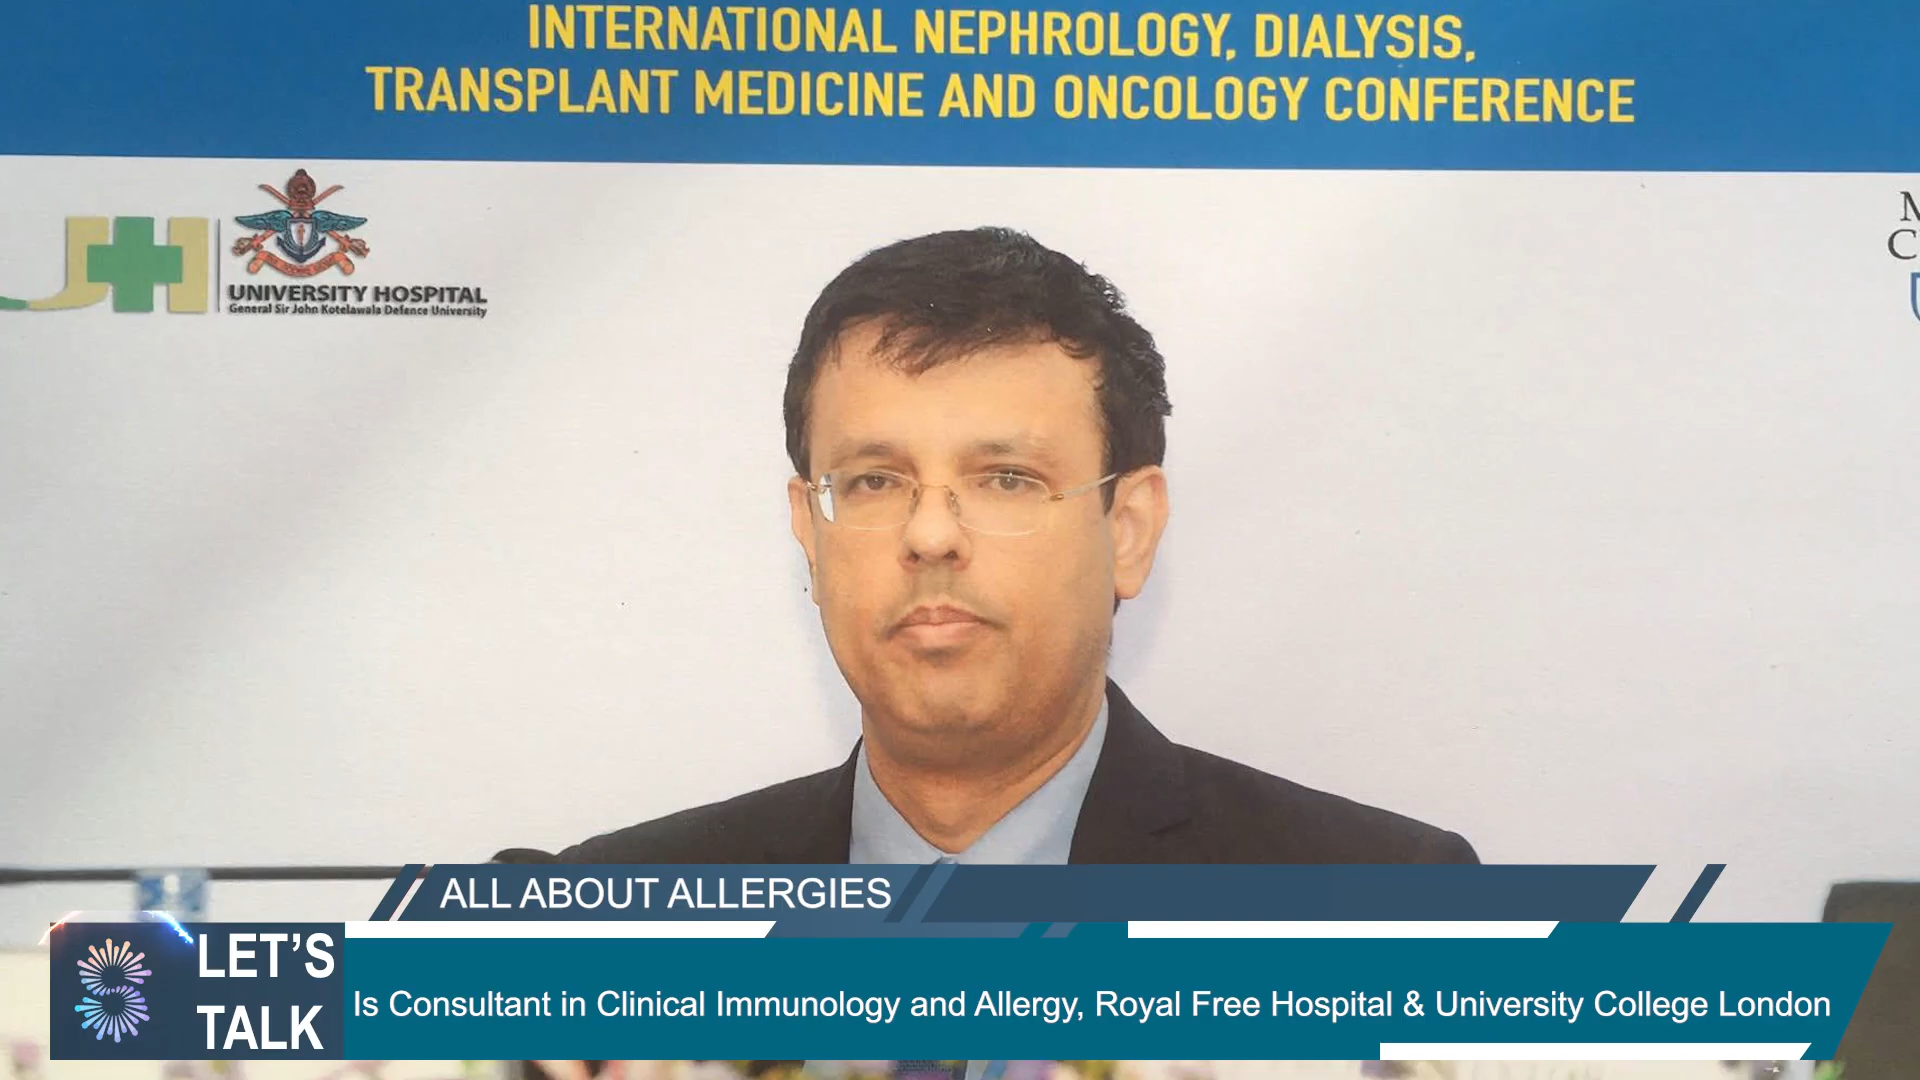 INTERNATIONAL NEPHROLOGY, DIALYSIS,
TRANSPLANT MEDICINE AND ONCOLOGY CONFERENCE
UNIVERSITY HOSPITAL
General Sir John Kotelawala Defence University
ALL ABOUT ALLERGIES
LET'S
TALK
Is Consultant in Clinical Immunology and Allergy, Royal Free Hospital & University College London